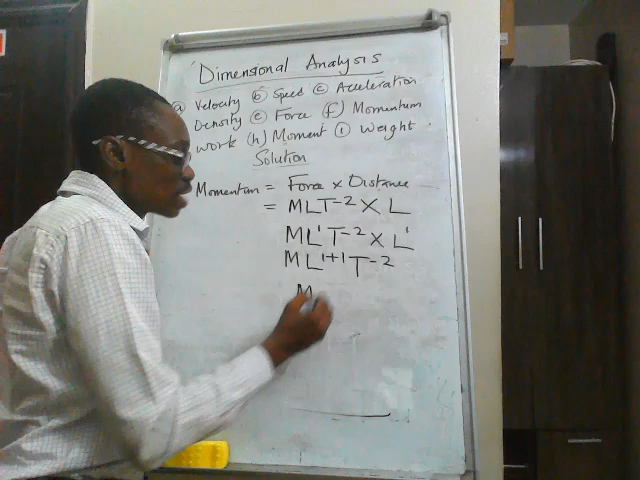 Dimensional Analysis
a Velocity b Speed c Acceleration
Density e Force f Momentum
Work h Moment i Weight
Solution
Momentum = Force × Distance
= MLT⁻² × L
ML¹T⁻² × L¹
ML¹⁺¹T⁻²
M